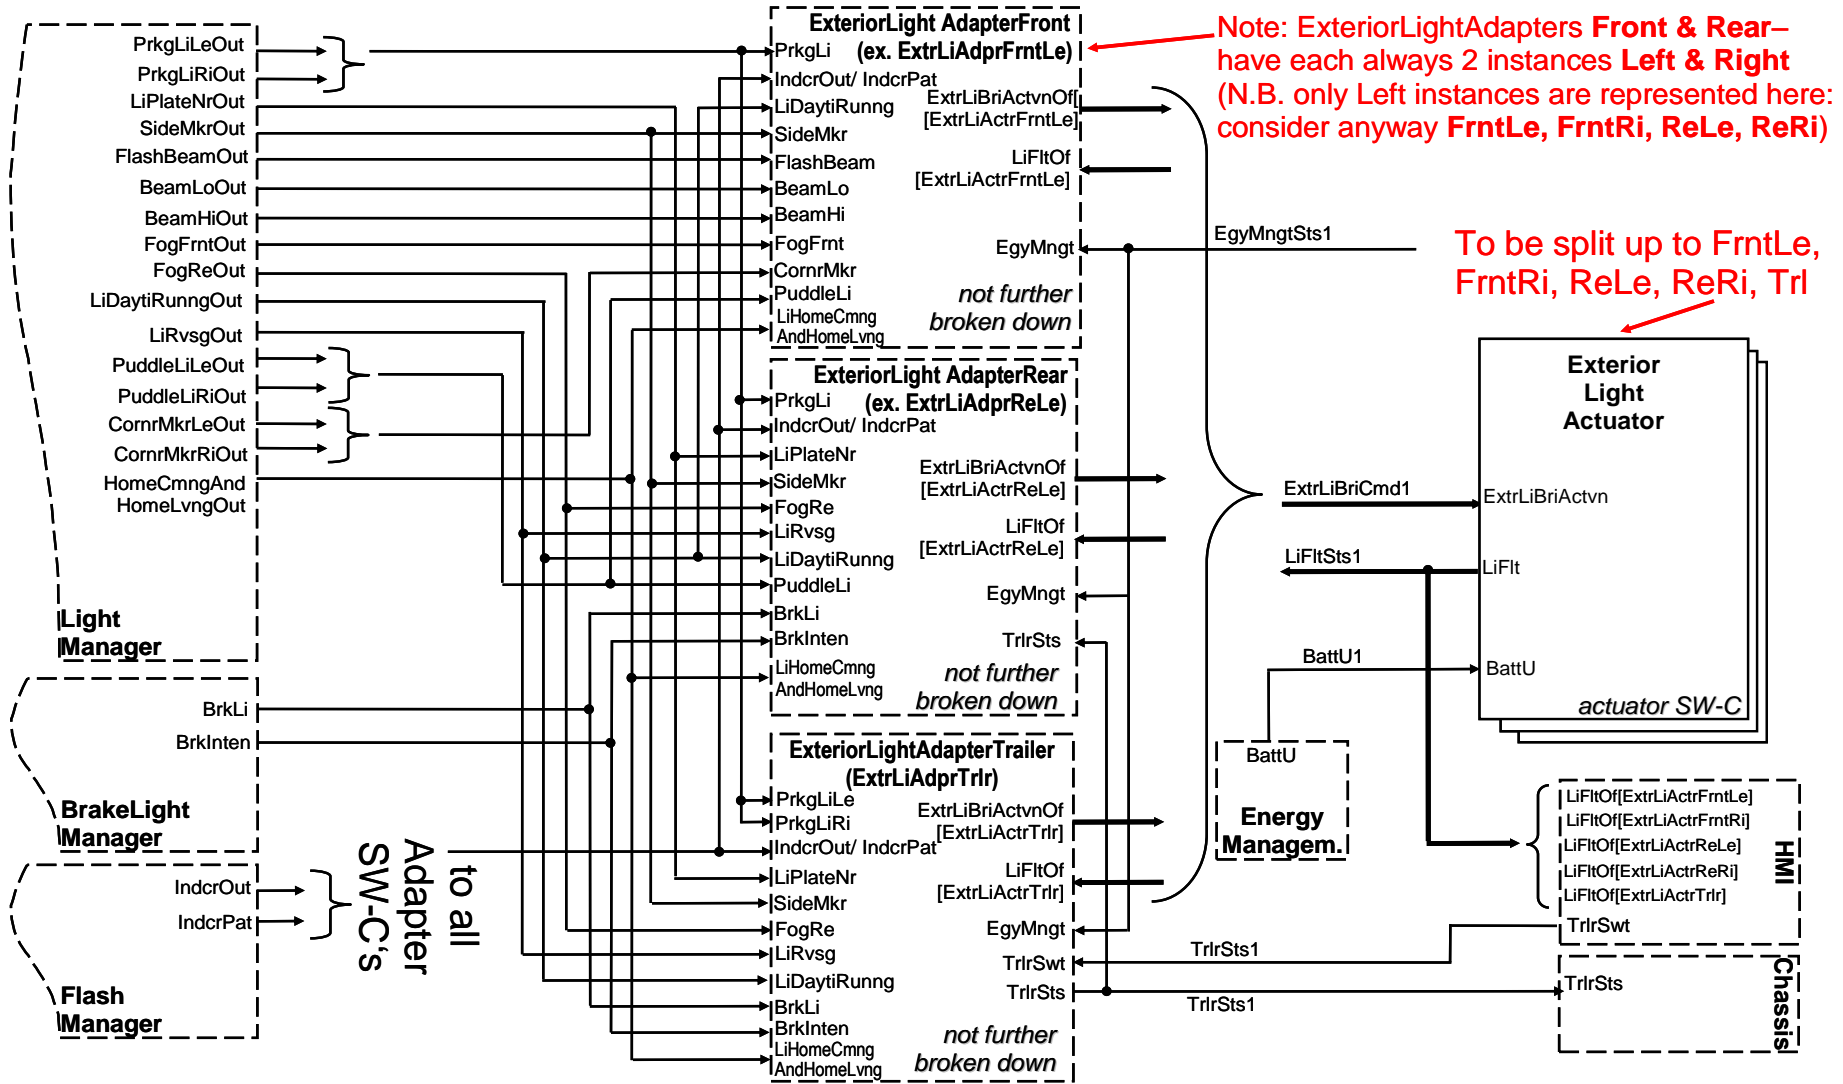 PrkgLiLeOut
PrkgLiRiOut
LiPlateNrOut
SideMkrOut
FlashBeamOut
BeamLoOut
BeamHiOut
FogFrntOut
FogReOut
LiDaytiRunngOut
LiRvsgOut
PuddleLiLeOut
PuddleLiRiOut
CornrMkrLeOut
CornrMkrRiOut
HomeCmngAnd
HomeLvngOut
Light
Manager
BrkLi
BrkInten
BrakeLight
Manager
IndcrOut
IndcrPat
Flash
Manager
to all
Adapter
SW-C's
ExteriorLight AdapterFront
(ex. ExtrLiAdprFrntLe)
PrkgLi
IndcrOut/ IndcrPat
LiDaytiRunng
SideMkr
FlashBeam
BeamLo
BeamHi
FogFrnt
CornrMkr
PuddleLi
LiHomeCmng
AndHomeLvng
ExtrLiBriActvnOf[
[ExtrLiActrFrntLe]
LiFltOf
[ExtrLiActrFrntLe]
EgyMngt
not further
broken down
ExteriorLight AdapterRear
(ex. ExtrLiAdprReLe)
PrkgLi
IndcrOut/ IndcrPat
LiPlateNr
SideMkr
FogRe
LiRvsg
LiDaytiRunng
PuddleLi
BrkLi
BrkInten
LiHomeCmng
AndHomeLvng
ExtrLiBriActvnOf
[ExtrLiActrReLe]
LiFltOf
[ExtrLiActrReLe]
EgyMngt
TrlrSts
not further
broken down
ExteriorLightAdapterTrailer
(ExtrLiAdprTrlr)
PrkgLiLe
PrkgLiRi
IndcrOut/ IndcrPat
LiPlateNr
SideMkr
FogRe
LiRvsg
LiDaytiRunng
BrkLi
BrkInten
LiHomeCmng
AndHomeLvng
ExtrLiBriActvnOf
[ExtrLiActrTrlr]
LiFltOf
[ExtrLiActrTrlr]
EgyMngt
TrlrSwt
TrlrSts
not further
broken down
Note: ExteriorLightAdapters Front & Rear–
have each always 2 instances Left & Right
(N.B. only Left instances are represented here:
consider anyway FrntLe, FrntRi, ReLe, ReRi)
EgyMngtSts1
To be split up to FrntLe,
FrntRi, ReLe, ReRi, Trl
Exterior
Light
Actuator
ExtrLiBriCmd1
ExtrLiBriActvn
LiFltSts1
LiFlt
BattU1
BattU
actuator SW-C
BattU
Energy
Managem.
LiFltOf[ExtrLiActrFrntLe]
LiFltOf[ExtrLiActrFrntRi]
LiFltOf[ExtrLiActrReLe]
LiFltOf[ExtrLiActrReRi]
LiFltOf[ExtrLiActrTrlr]
TrlrSwt
HMI
TrlrSts1
TrlrSts1
TrlrSts
Chassis